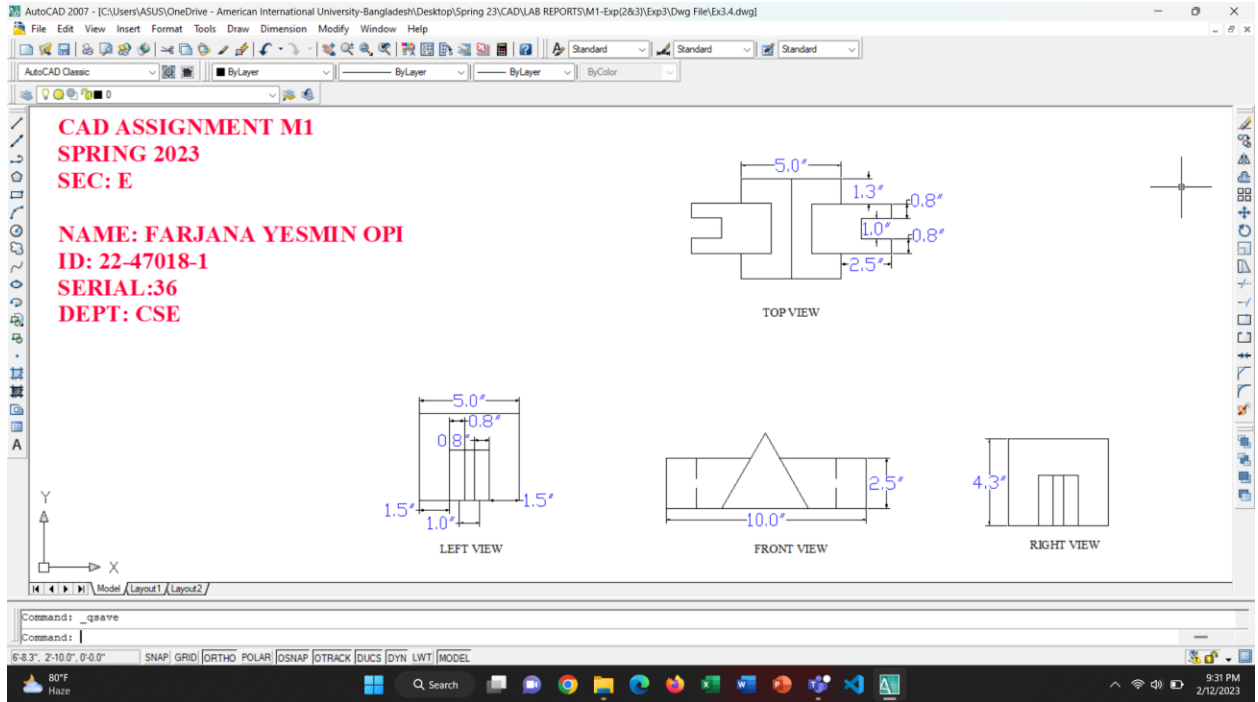 AutoCAD 2007 - [C:\Users\ASUS\OneDrive - American International University-Bangladesh\Desktop\Spring 23\CAD\LAB REPORTS\M1-Exp(2&3)\Exp3\Dwg File\Ex3.4.dwg]
File Edit View Insert Format Tools Draw Dimension Modify Window Help
Standard Standard Standard
AutoCAD Classic ByLayer ByLayer ByLayer ByColor
0
CAD ASSIGNMENT M1
SPRING 2023
SEC: E
NAME: FARJANA YESMIN OPI
ID: 22-47018-1
SERIAL:36
DEPT: CSE
5.0"
1.3"
0.8"
1.0"
0.8"
2.5"
TOP VIEW
5.0"
0.8"
0.8"
1.5"
1.5"
1.0"
LEFT VIEW
2.5"
10.0"
FRONT VIEW
4.3"
RIGHT VIEW
Y
X
Model Layout1 Layout2
Command: _qsave
Command:
6'-8.3", 2'-10.0", 0'-0.0" SNAP GRID ORTHO POLAR OSNAP OTRACK DUCS DYN LWT MODEL
80°F
Haze
Search
9:31 PM
2/12/2023